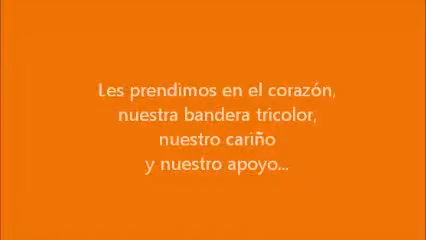 Les prendimos en el corazón,
nuestra bandera tricolor,
nuestro cariño
y nuestro apoyo...